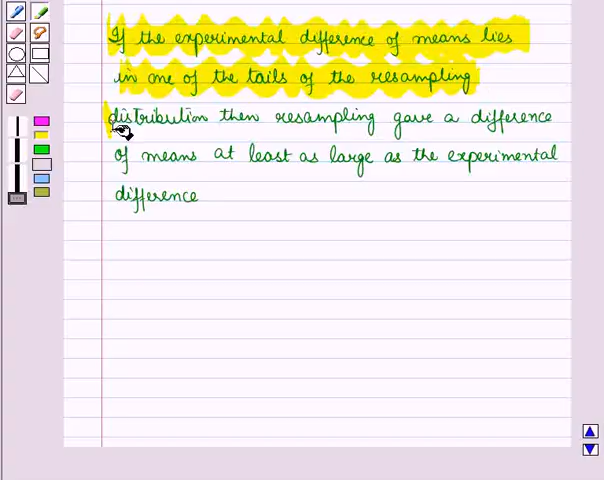 If the experimental difference of means lies
in one of the tails of the resampling
distribution then resampling gave a difference
of means at least as large as the experimental
difference